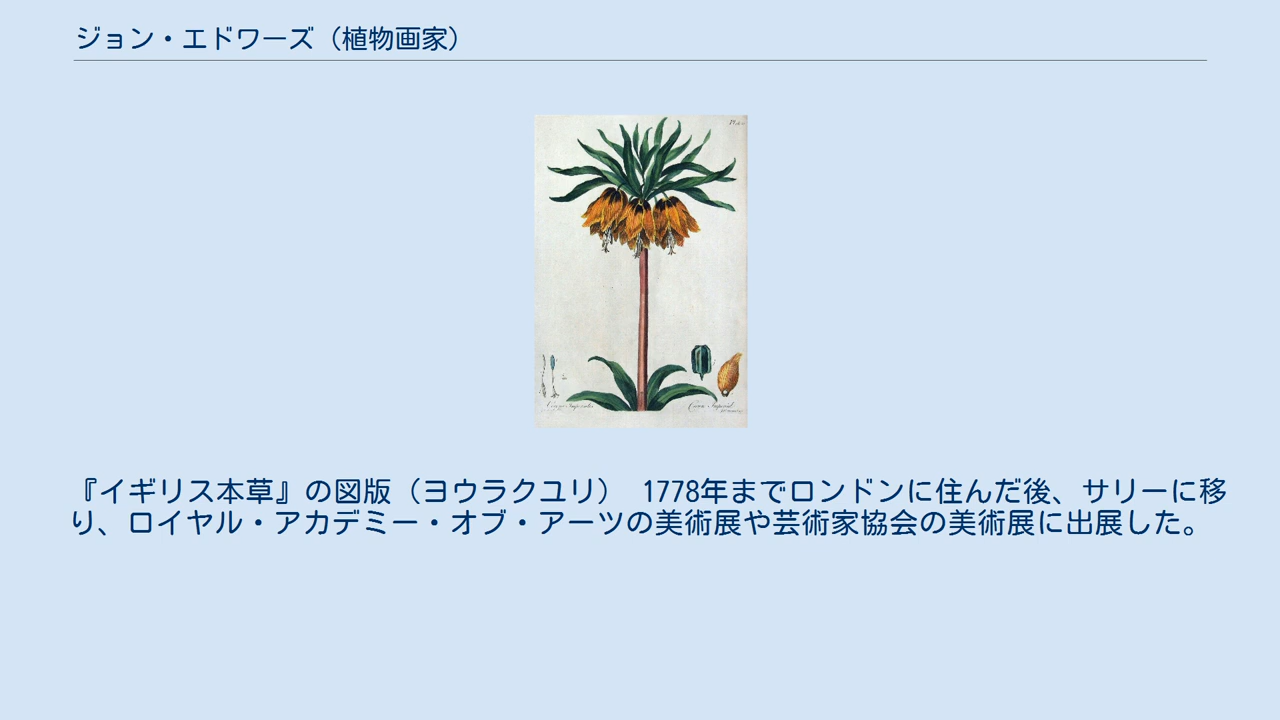 ジョン・エドワーズ（植物画家）
『イギリス本草』の図版（ヨウラクユリ）　1778年までロンドンに住んだ後、サリーに移
り、ロイヤル・アカデミー・オブ・アーツの美術展や芸術家協会の美術展に出展した。